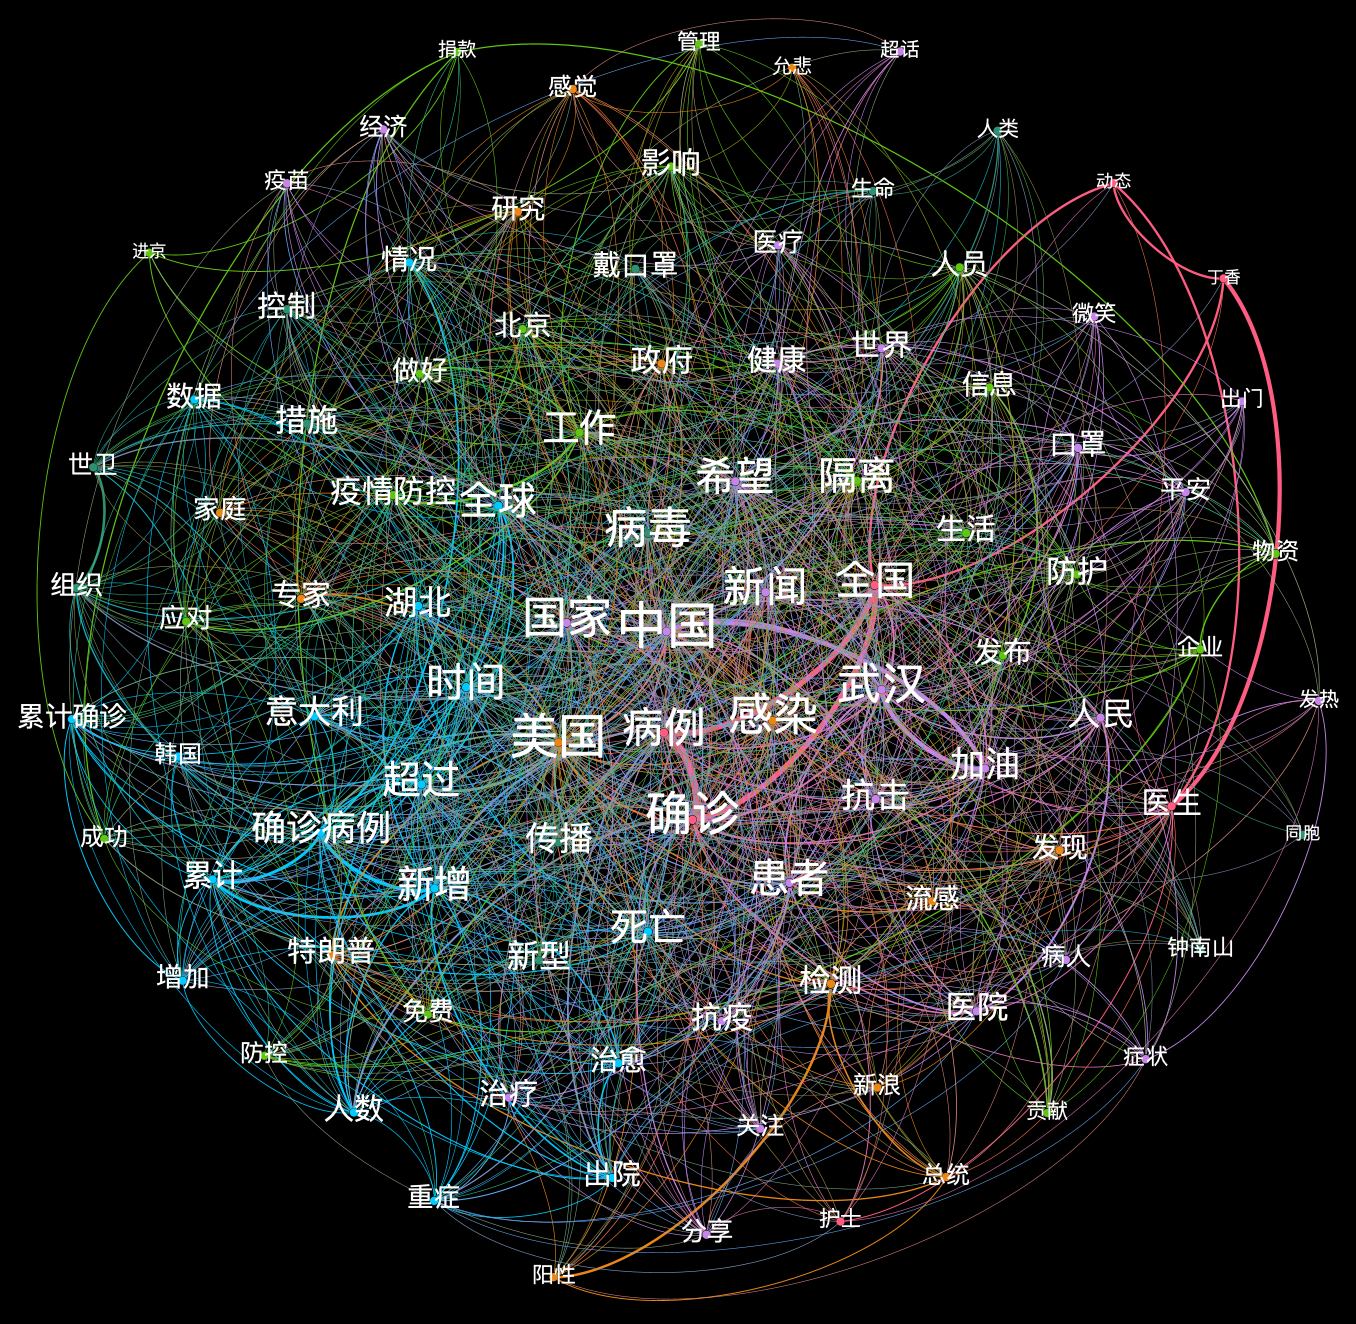 捐款
管理
超话
允悲
感觉
经济
人类
影响
疫苗
动态
生命
研究
医疗
进京
情况
戴口罩
人员
丁香
控制
微笑
北京
世界
政府
健康
做好
信息
数据
出门
措施
工作
口罩
世卫
希望
隔离
疫情防控
全球
平安
家庭
病毒
生活
物资
组织
专家
湖北
新闻
全国
防护
应对
国家
中国
企业
发布
时间
武汉
发热
累计确诊
意大利
美国
病例
感染
人民
韩国
加油
超过
抗击
医生
确诊
成功
确诊病例
传播
同胞
发现
累计
新增
患者
流感
死亡
特朗普
新型
病人
钟南山
增加
检测
免费
抗疫
医院
防控
治愈
症状
治疗
新浪
人数
贡献
关注
出院
总统
重症
护士
分享
阳性